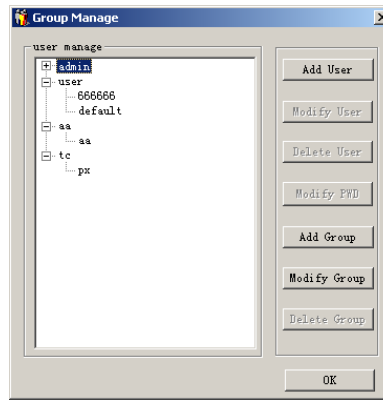 Group Manage
user manage
admin
user
666666
default
aa
aa
tc
px
Add User
Modify User
Delete User
Modify PWD
Add Group
Modify Group
Delete Group
OK